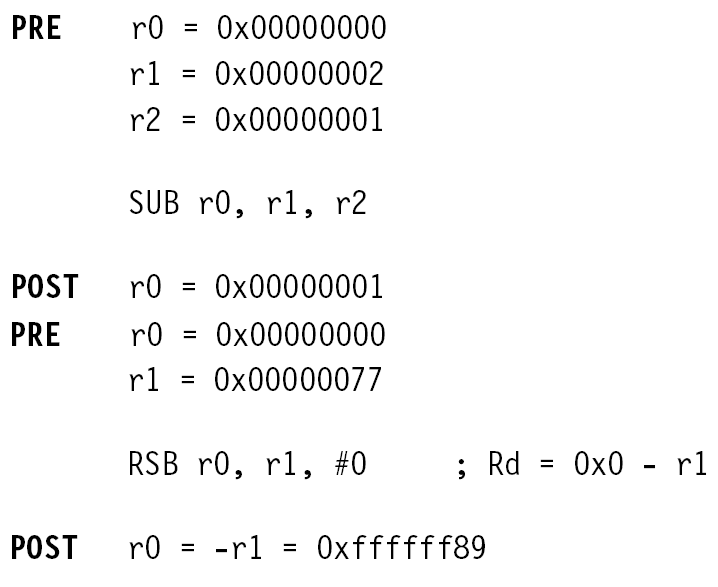 PRE r0 = 0x00000000
r1 = 0x00000002
r2 = 0x00000001
SUB r0, r1, r2
POST r0 = 0x00000001
PRE r0 = 0x00000000
r1 = 0x00000077
RSB r0, r1, #0 ; Rd = 0x0 - r1
POST r0 = -r1 = 0xffffff89